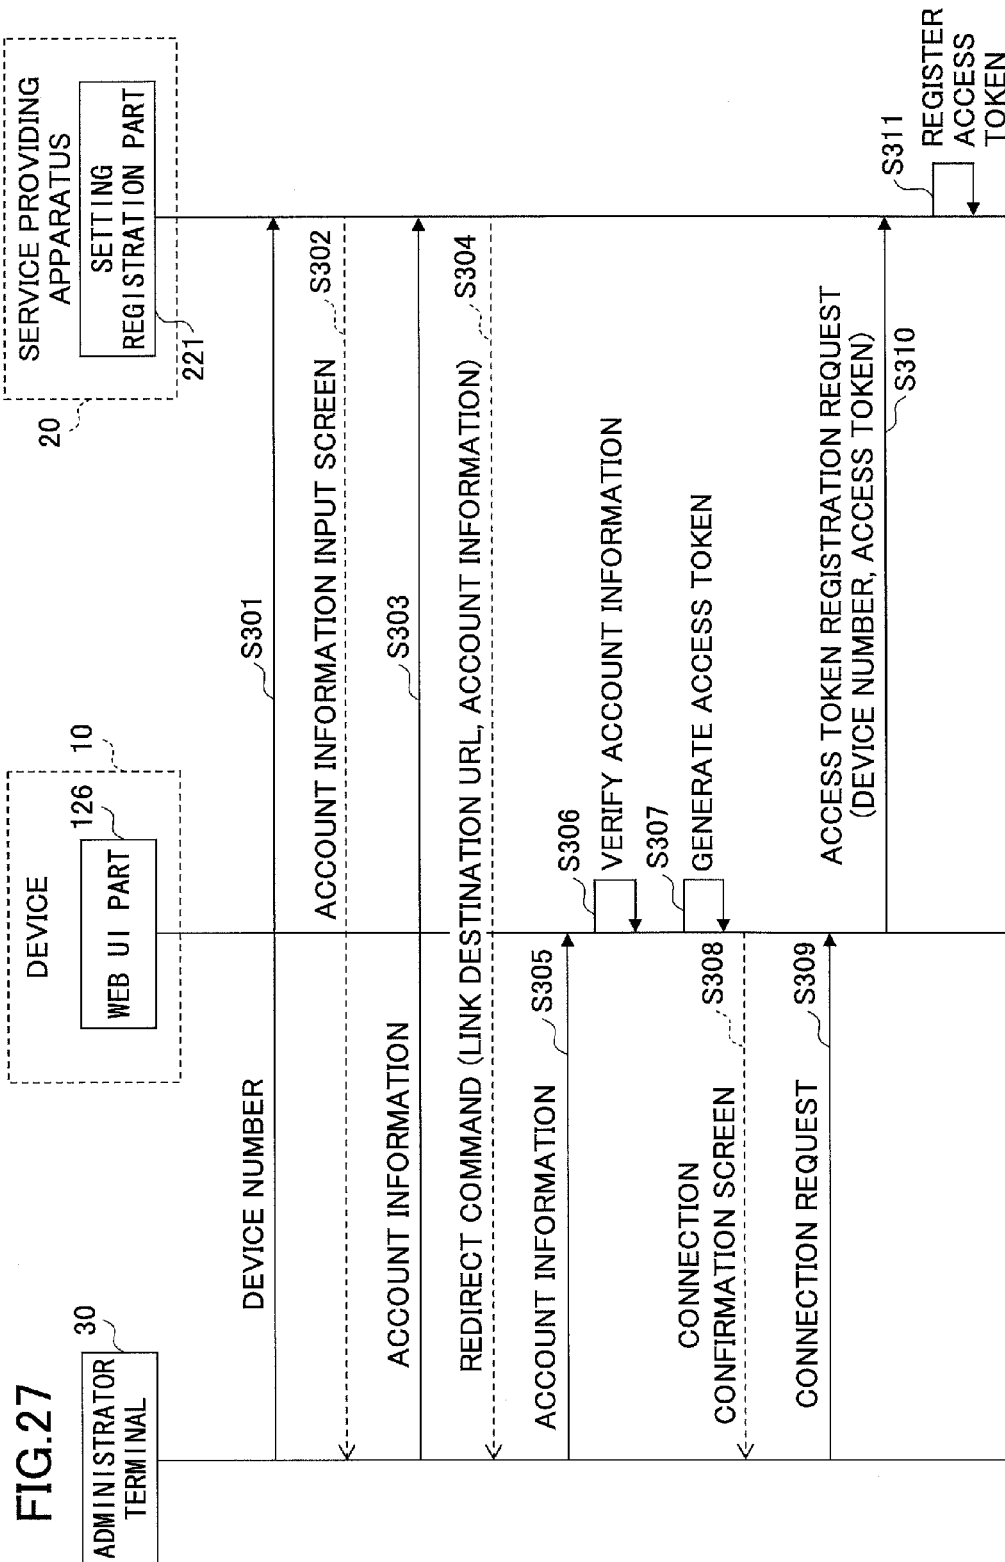 FIG.27
ADMINISTRATOR
TERMINAL
30
DEVICE
WEB UI PART
126
10
SERVICE PROVIDING
APPARATUS
SETTING
REGISTRATION PART
221
20
DEVICE NUMBER
S301
ACCOUNT INFORMATION INPUT SCREEN
S302
ACCOUNT INFORMATION
S303
REDIRECT COMMAND (LINK DESTINATION URL, ACCOUNT INFORMATION)
S304
ACCOUNT INFORMATION
S305
S306
VERIFY ACCOUNT INFORMATION
S307
GENERATE ACCESS TOKEN
CONNECTION
CONFIRMATION SCREEN
S308
CONNECTION REQUEST
S309
ACCESS TOKEN REGISTRATION REQUEST
(DEVICE NUMBER, ACCESS TOKEN)
S310
S311
REGISTER
ACCESS
TOKEN